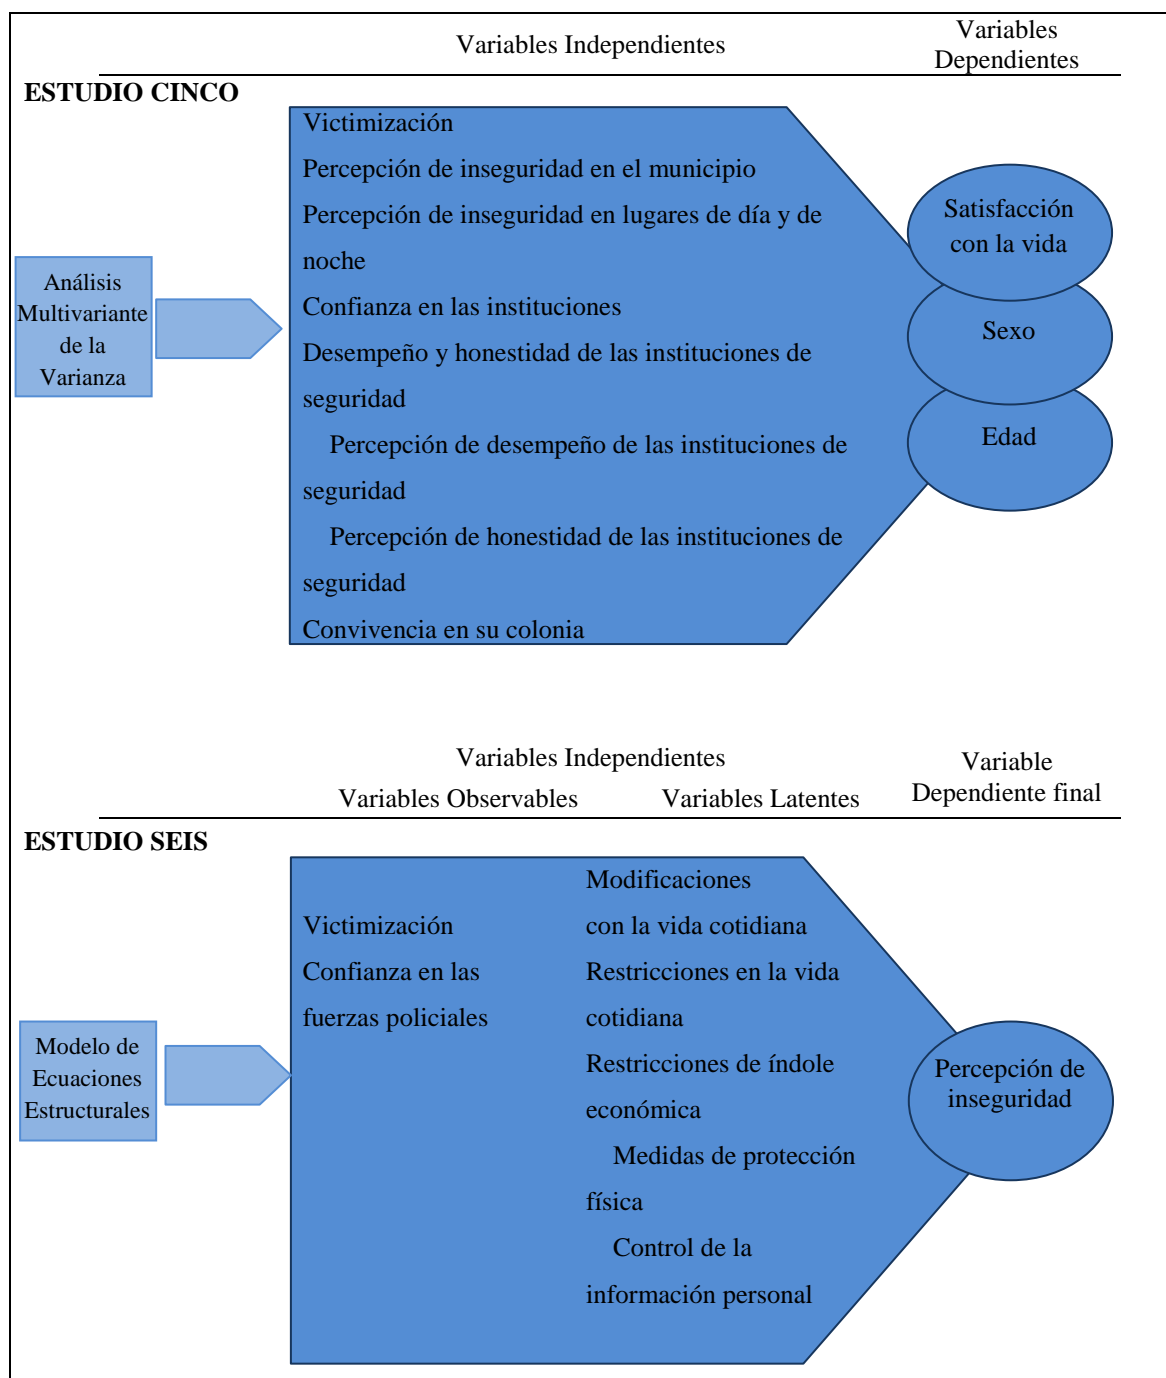 Variables Independientes
Variables
Dependientes
ESTUDIO CINCO
Análisis
Multivariante
de la
Varianza
Victimización
Percepción de inseguridad en el municipio
Percepción de inseguridad en lugares de día y de
noche
Confianza en las instituciones
Desempeño y honestidad de las instituciones de
seguridad
Percepción de desempeño de las instituciones de
seguridad
Percepción de honestidad de las instituciones de
seguridad
Convivencia en su colonia
Satisfacción
con la vida
Sexo
Edad
Variables Independientes
Variables Observables
Variables Latentes
Variable
Dependiente final
ESTUDIO SEIS
Modelo de
Ecuaciones
Estructurales
Victimización
Confianza en las
fuerzas policiales
Modificaciones
con la vida cotidiana
Restricciones en la vida
cotidiana
Restricciones de índole
económica
Medidas de protección
física
Control de la
información personal
Percepción de
inseguridad